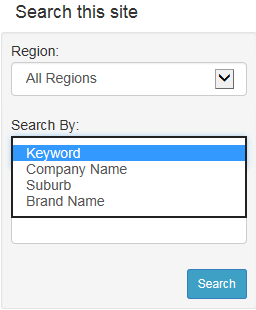 Search this site
Region:
All Regions
Search By:
Keyword
Company Name
Suburb
Brand Name
Search